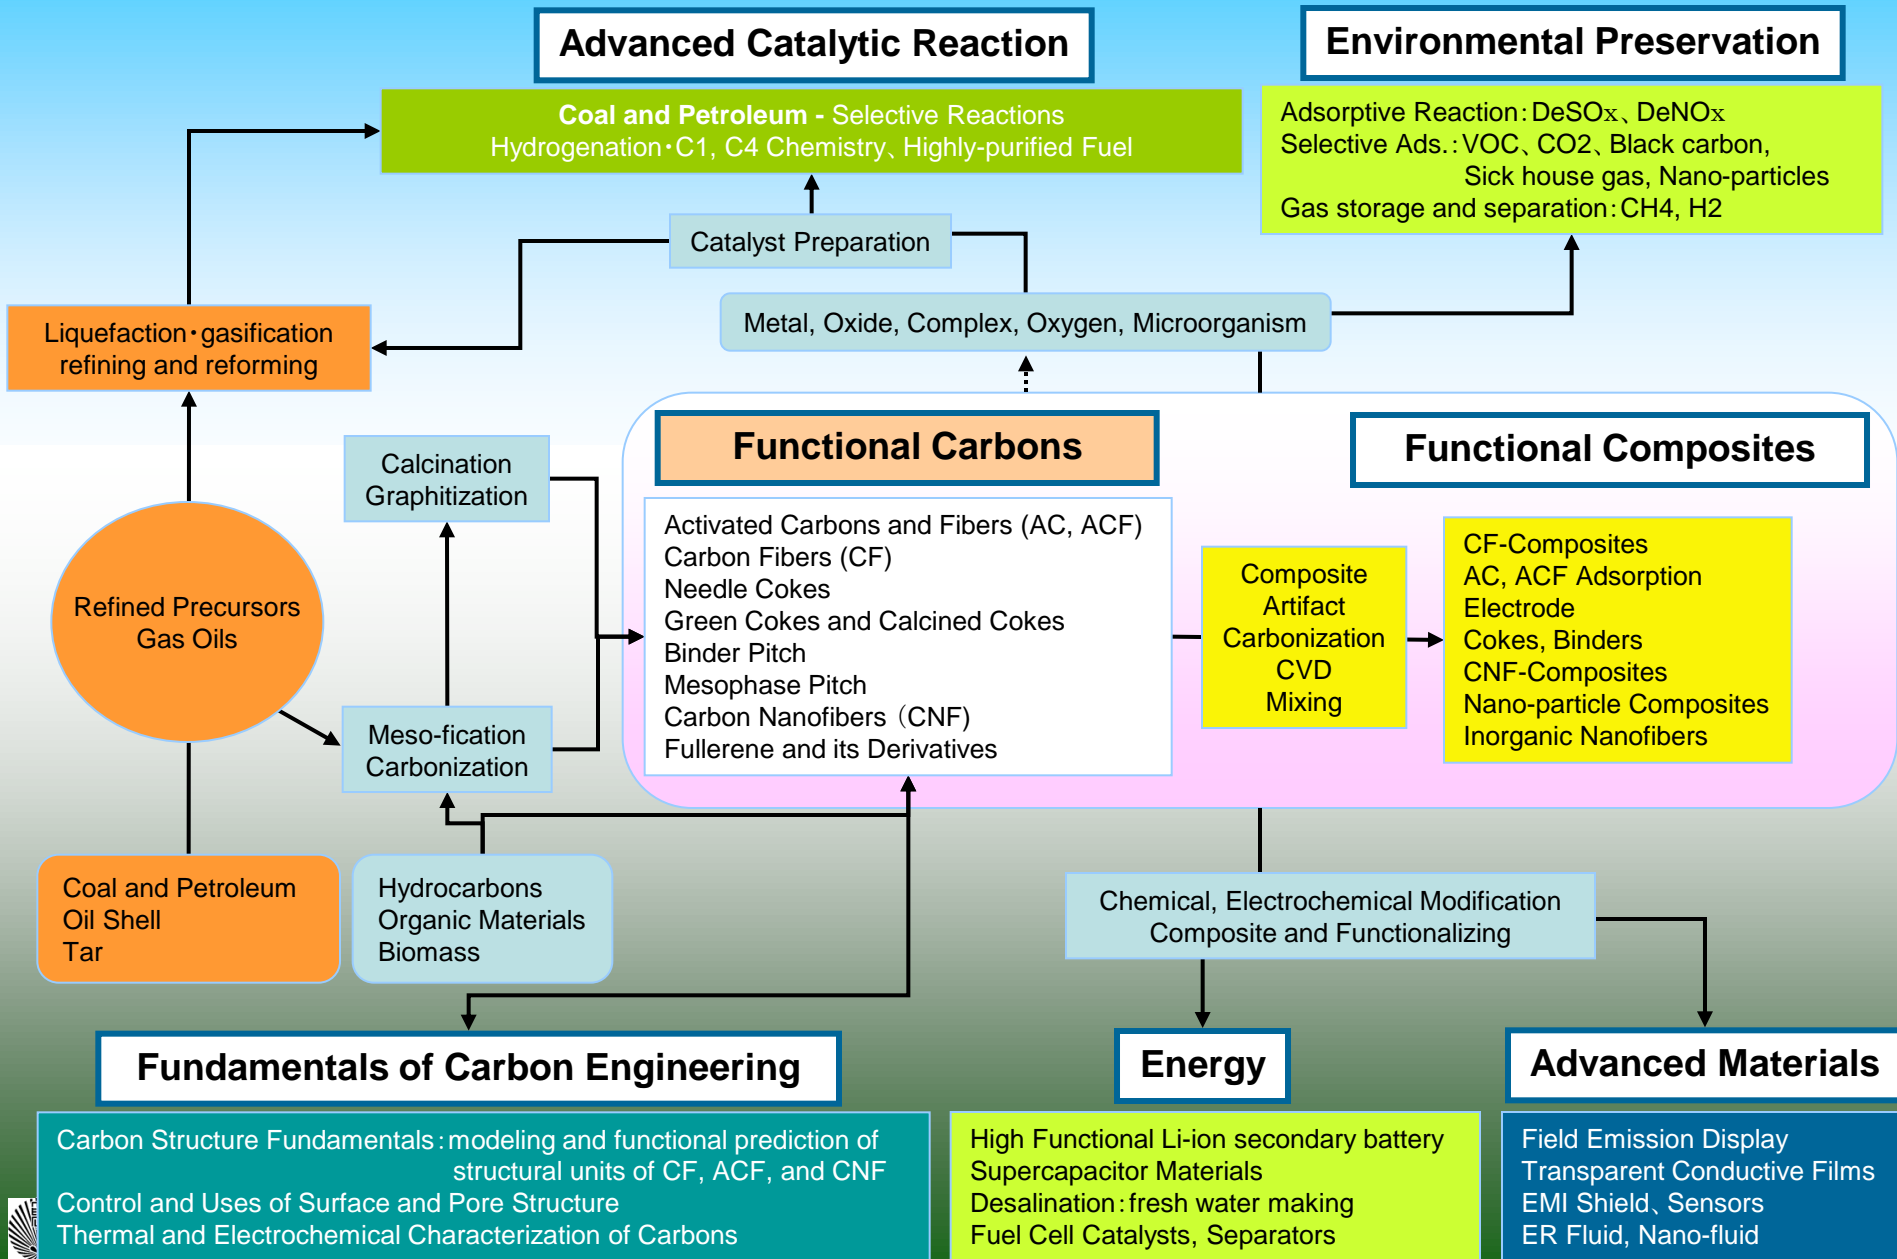 Advanced Catalytic Reaction
Environmental Preservation
Coal and Petroleum - Selective Reactions
Hydrogenation・C1, C4 Chemistry、Highly-purified Fuel
Adsorptive Reaction：DeSOx、DeNOx
Selective Ads.：VOC、CO2、Black carbon,
Sick house gas, Nano-particles
Gas storage and separation：CH4, H2
Catalyst Preparation
Metal, Oxide, Complex, Oxygen, Microorganism
Liquefaction・gasification
refining and reforming
Functional Carbons
Functional Composites
Calcination
Graphitization
Activated Carbons and Fibers (AC, ACF)
Carbon Fibers (CF)
Needle Cokes
Green Cokes and Calcined Cokes
Binder Pitch
Mesophase Pitch
Carbon Nanofibers（CNF)
Fullerene and its Derivatives
Composite
Artifact
Carbonization
CVD
Mixing
CF-Composites
AC, ACF Adsorption
Electrode
Cokes, Binders
CNF-Composites
Nano-particle Composites
Inorganic Nanofibers
Refined Precursors
Gas Oils
Meso-fication
Carbonization
Coal and Petroleum
Oil Shell
Tar
Hydrocarbons
Organic Materials
Biomass
Chemical, Electrochemical Modification
Composite and Functionalizing
Fundamentals of Carbon Engineering
Energy
Advanced Materials
Carbon Structure Fundamentals：modeling and functional prediction of
structural units of CF, ACF, and CNF
Control and Uses of Surface and Pore Structure
Thermal and Electrochemical Characterization of Carbons
High Functional Li-ion secondary battery
Supercapacitor Materials
Desalination：fresh water making
Fuel Cell Catalysts, Separators
Field Emission Display
Transparent Conductive Films
EMI Shield、Sensors
ER Fluid, Nano-fluid